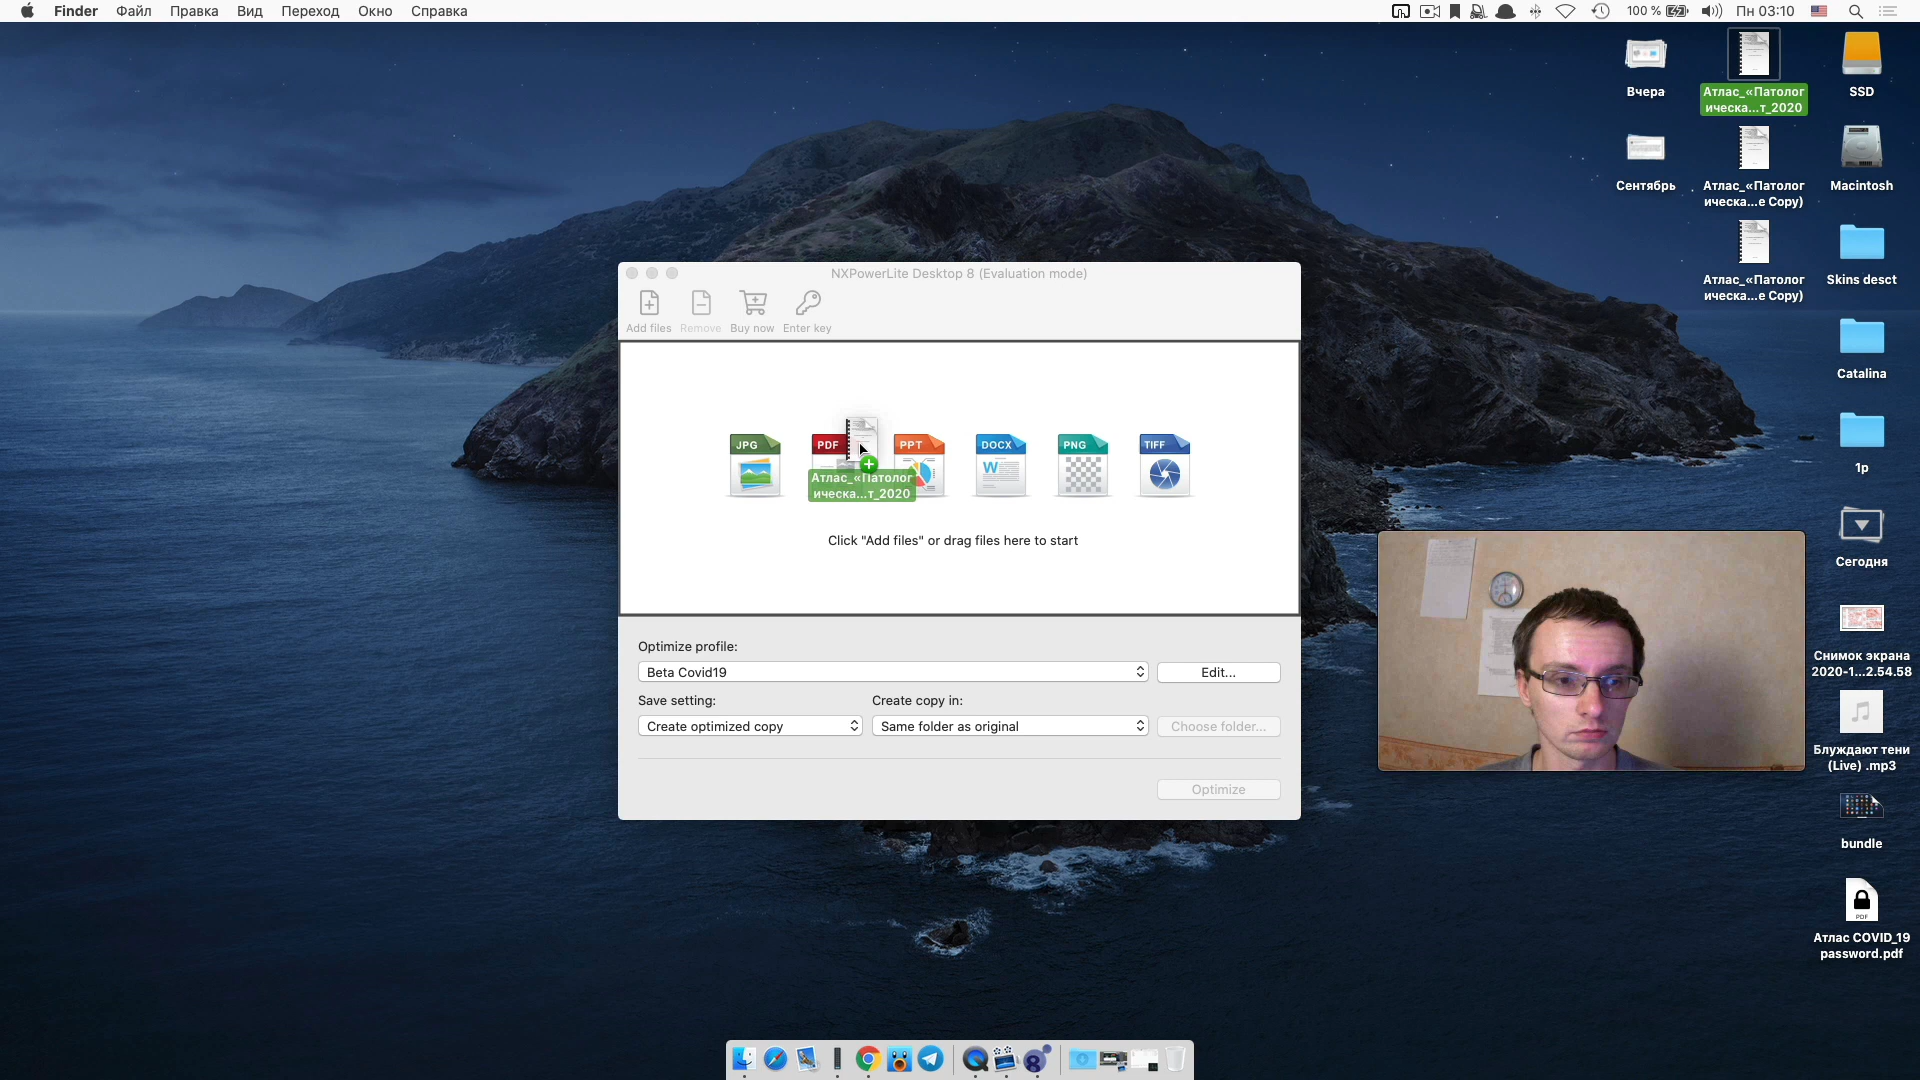 Finder Файл Правка Вид Переход Окно Справка
100 % Пн 03:10
Вчера
Атлас_«Патолог
ическа...т_2020
SSD
Сентябрь
Атлас_«Патолог
ическа...е Copy)
Macintosh
Атлас_«Патолог
ическа...е Copy)
Skins desct
Catalina
1р
Сегодня
Снимок экрана
2020-1...2.54.58
Блуждают тени
(Live) .mp3
bundle
PDF
Атлас COVID_19
password.pdf
NXPowerLite Desktop 8 (Evaluation mode)
Add files Remove Buy now Enter key
JPG PDF PPT DOCX PNG TIFF
W
Атлас_«Патолог
ическа...т_2020
Click "Add files" or drag files here to start
Optimize profile:
Beta Covid19 Edit...
Save setting: Create copy in:
Create optimized copy Same folder as original Choose folder...
Optimize